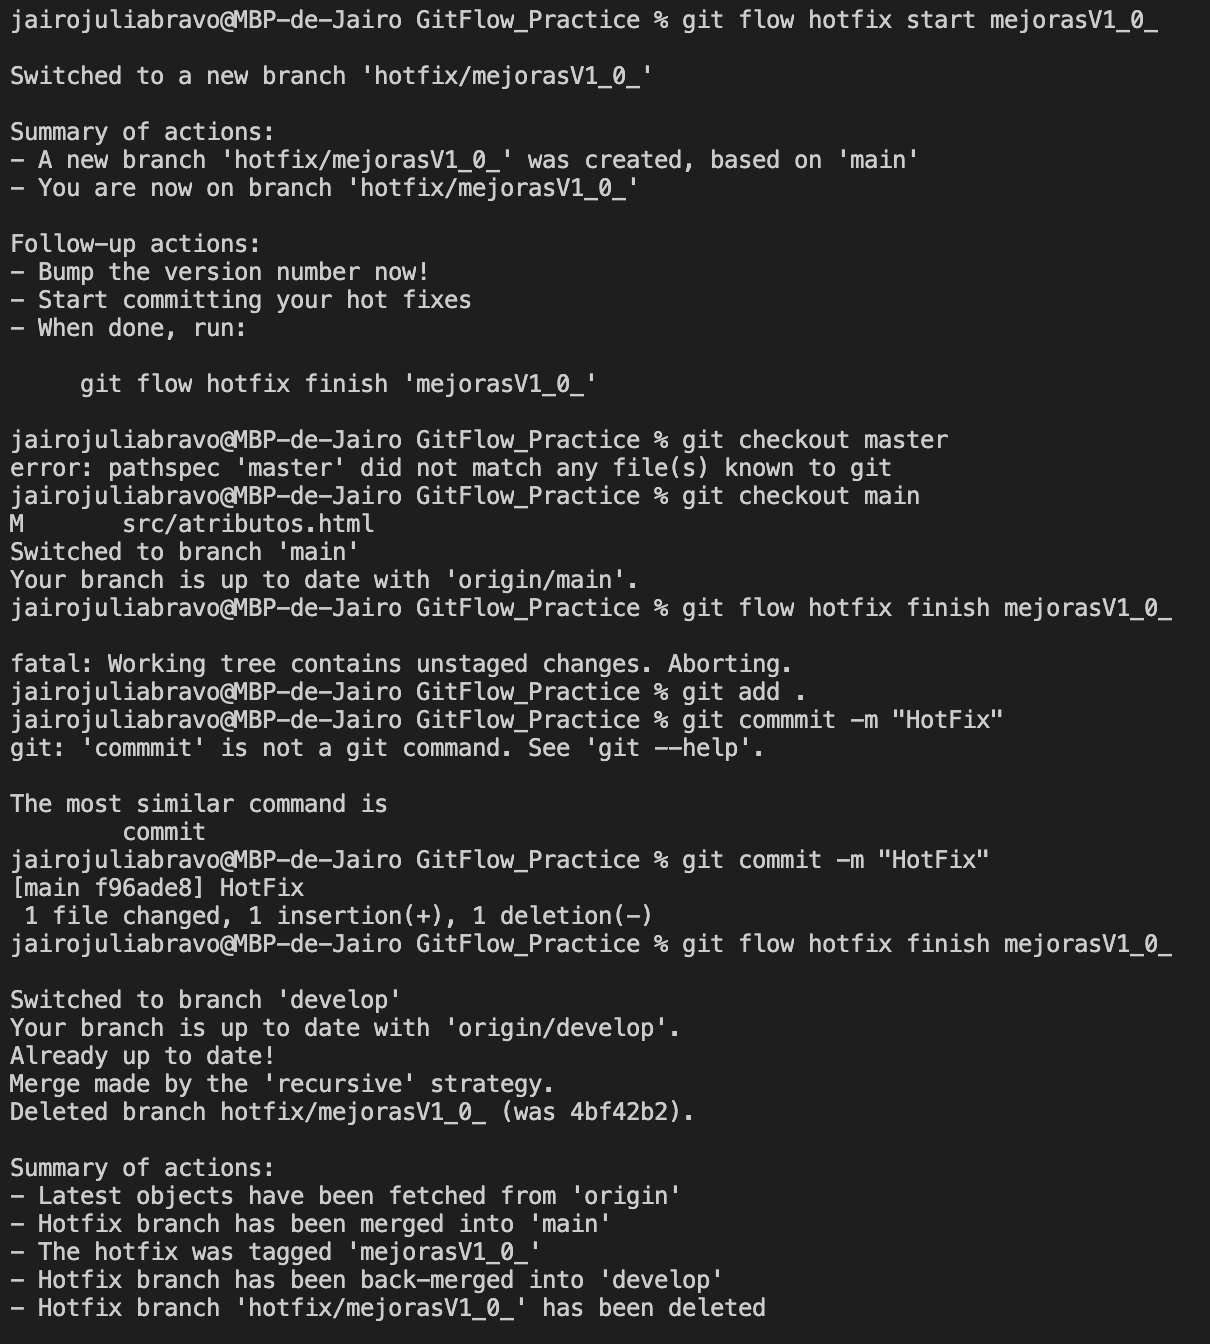 jairojuliabravo@MBP-de-Jairo GitFlow_Practice % git flow hotfix start mejorasV1_0_
Switched to a new branch 'hotfix/mejorasV1_0_'
Summary of actions:
- A new branch 'hotfix/mejorasV1_0_' was created, based on 'main'
- You are now on branch 'hotfix/mejorasV1_0_'
Follow-up actions:
- Bump the version number now!
- Start committing your hot fixes
- When done, run:
git flow hotfix finish 'mejorasV1_0_'
jairojuliabravo@MBP-de-Jairo GitFlow_Practice % git checkout master
error: pathspec 'master' did not match any file(s) known to git
jairojuliabravo@MBP-de-Jairo GitFlow_Practice % git checkout main
M       src/atributos.html
Switched to branch 'main'
Your branch is up to date with 'origin/main'.
jairojuliabravo@MBP-de-Jairo GitFlow_Practice % git flow hotfix finish mejorasV1_0_
fatal: Working tree contains unstaged changes. Aborting.
jairojuliabravo@MBP-de-Jairo GitFlow_Practice % git add .
jairojuliabravo@MBP-de-Jairo GitFlow_Practice % git commmit -m "HotFix"
git: 'commmit' is not a git command. See 'git --help'.
The most similar command is
commit
jairojuliabravo@MBP-de-Jairo GitFlow_Practice % git commit -m "HotFix"
[main f96ade8] HotFix
1 file changed, 1 insertion(+), 1 deletion(-)
jairojuliabravo@MBP-de-Jairo GitFlow_Practice % git flow hotfix finish mejorasV1_0_
Switched to branch 'develop'
Your branch is up to date with 'origin/develop'.
Already up to date!
Merge made by the 'recursive' strategy.
Deleted branch hotfix/mejorasV1_0_ (was 4bf42b2).
Summary of actions:
- Latest objects have been fetched from 'origin'
- Hotfix branch has been merged into 'main'
- The hotfix was tagged 'mejorasV1_0_'
- Hotfix branch has been back-merged into 'develop'
- Hotfix branch 'hotfix/mejorasV1_0_' has been deleted